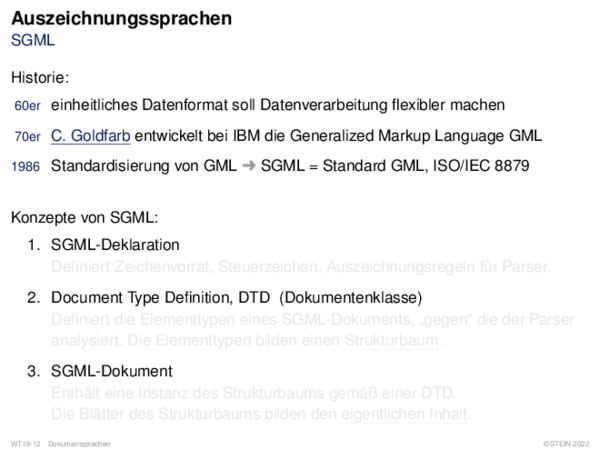 Auszeichnungssprachen
SGML
Historie:
60er einheitliches Datenformat soll Datenverarbeitung flexibler machen
70er C. Goldfarb entwickelt bei IBM die Generalized Markup Language GML
1986 Standardisierung von GML ➜ SGML = Standard GML, ISO/IEC 8879
Konzepte von SGML:
1. SGML-Deklaration
Definiert Zeichenvorrat, Steuerzeichen, Auszeichnungsregeln für Parser.
2. Document Type Definition, DTD (Dokumentenklasse)
Definiert die Elementtypen eines SGML-Dokuments, „gegen“ die der Parser
analysiert. Die Elementtypen bilden einen Strukturbaum.
3. SGML-Dokument
Enthält eine Instanz des Strukturbaums gemäß einer DTD.
Die Blätter des Strukturbaums bilden den eigentlichen Inhalt.
WT:III-12 Dokumentsprachen ©STEIN 2022